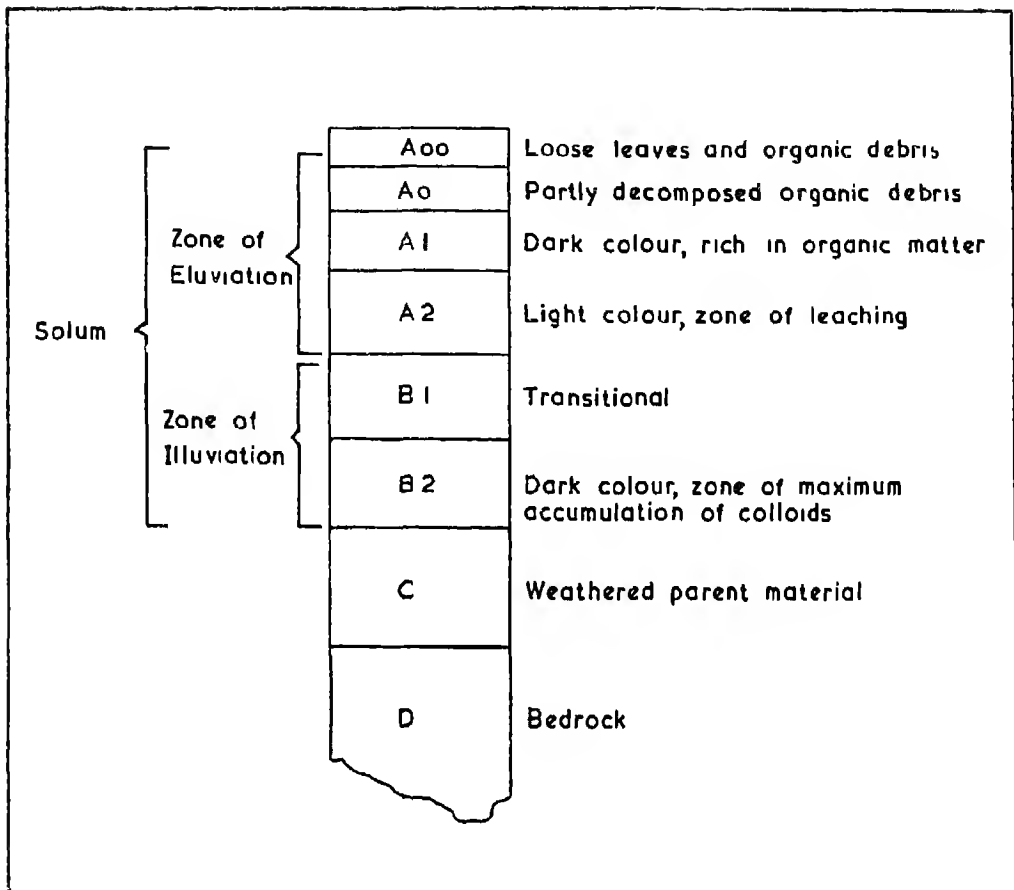 Aoo Loose leaves and organic debris
Ao Partly decomposed organic debris
A1 Dark colour, rich in organic matter
Zone of
Eluviation
A2 Light colour, zone of leaching
Solum
B1 Transitional
Zone of
Illuviation
B2 Dark colour, zone of maximum
accumulation of colloids
C Weathered parent material
D Bedrock